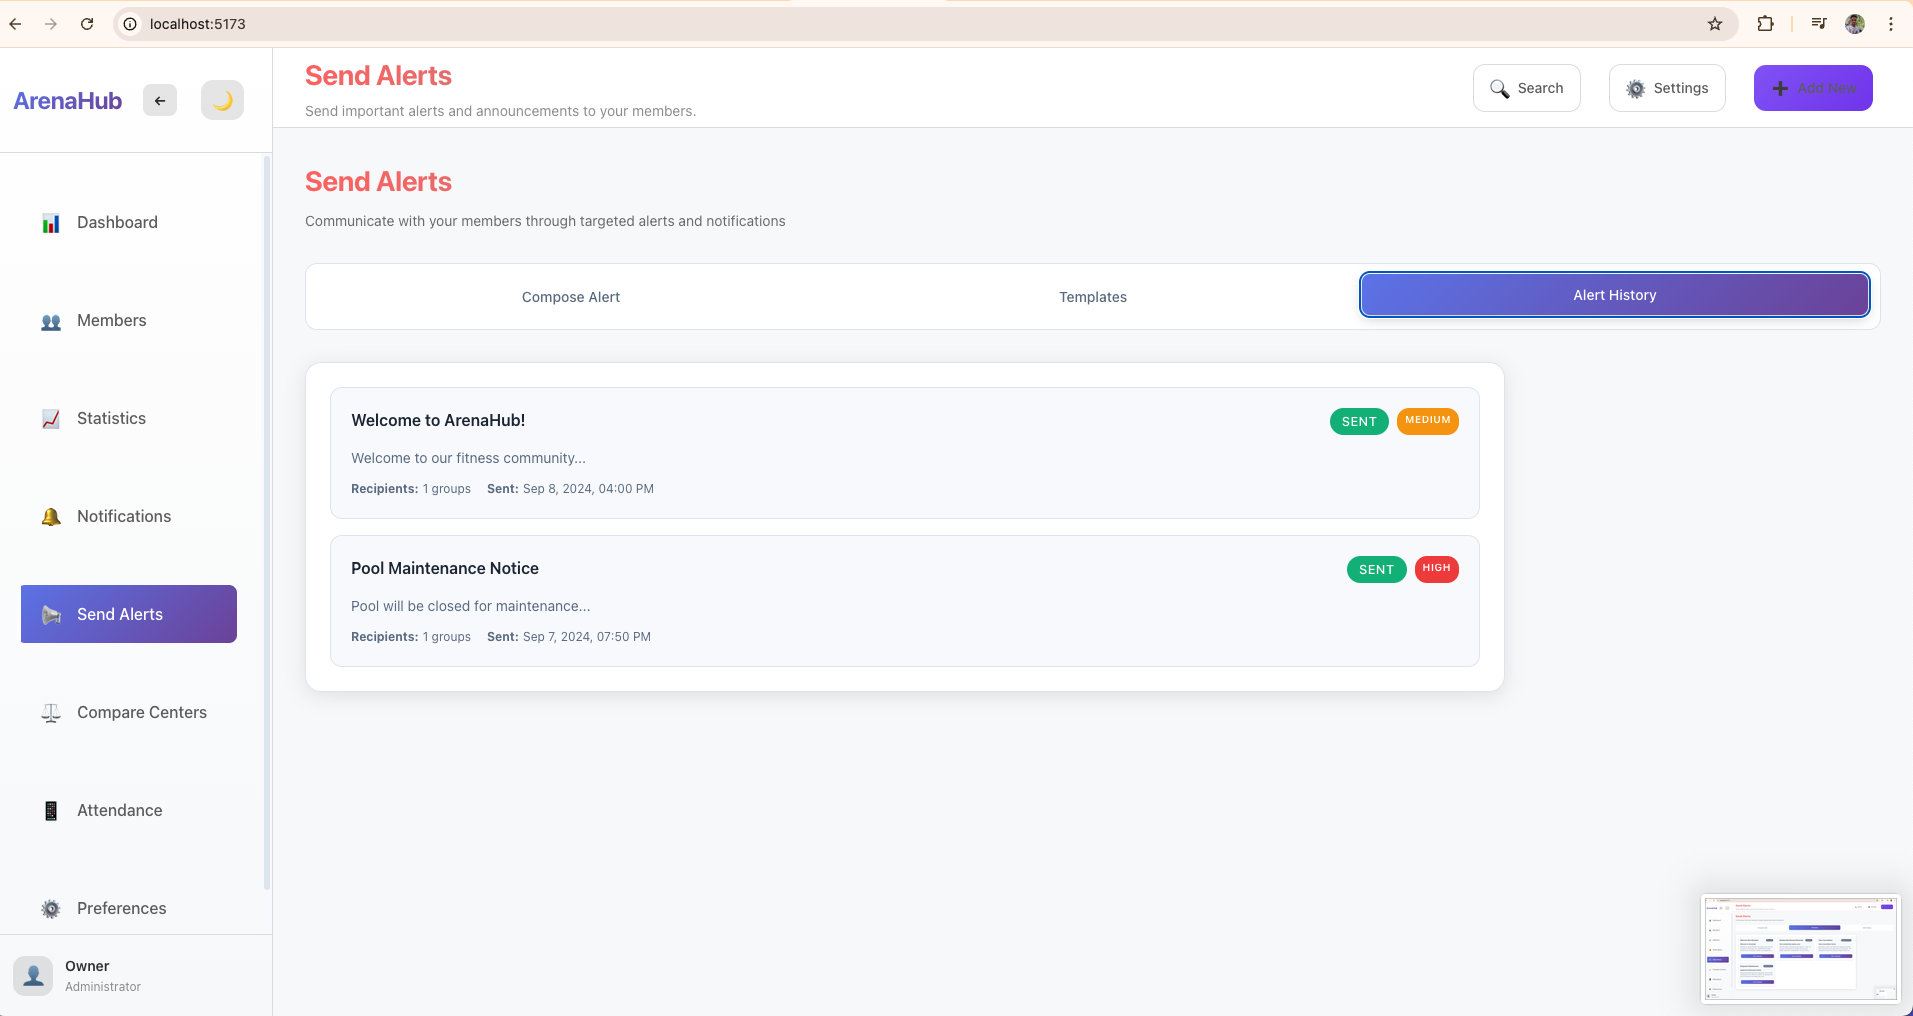 localhost:5173
ArenaHub
Send Alerts
Send important alerts and announcements to your members.
Search
Settings
Add New
Dashboard
Members
Statistics
Notifications
Send Alerts
Compare Centers
Attendance
Preferences
Owner
Administrator
Send Alerts
Communicate with your members through targeted alerts and notifications
Compose Alert
Templates
Alert History
Welcome to ArenaHub!
SENT
MEDIUM
Welcome to our fitness community...
Recipients: 1 groups Sent: Sep 8, 2024, 04:00 PM
Pool Maintenance Notice
SENT
HIGH
Pool will be closed for maintenance...
Recipients: 1 groups Sent: Sep 7, 2024, 07:50 PM